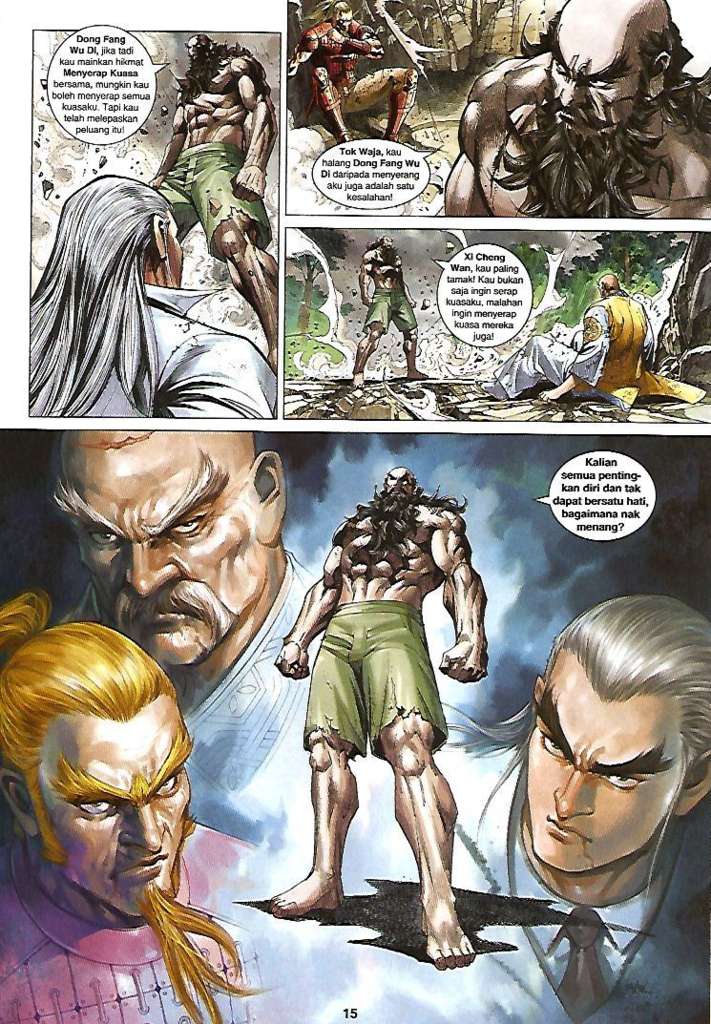 Dong Fang
Wu Di, jika tadi
kau mainkan hikmat
Menyerap Kuasa
bersama, mungkin kau
boleh menyerap semua
kuasaku. Tapi kau
telah melepaskan
peluang itu!
Tok Waja, kau
halang Dong Fang Wu
Di daripada menyerang
aku juga adalah satu
kesalahan!
Xi Cheng
Wan, kau paling
tamak! Kau bukan
saja ingin serap
kuasaku, malahan
ingin menyerap
kuasa mereka
juga!
Kalian
semua penting-
kan diri dan tak
dapat bersatu hati,
bagaimana nak
menang?
15